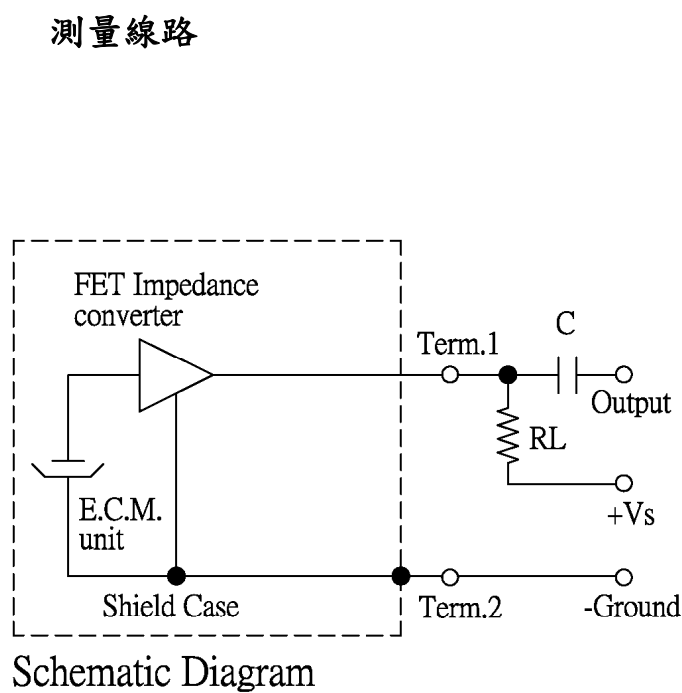 測量線路
FET Impedance
converter
Term.1
C
Output
RL
+Vs
E.C.M.
unit
Shield Case
Term.2
-Ground
Schematic Diagram